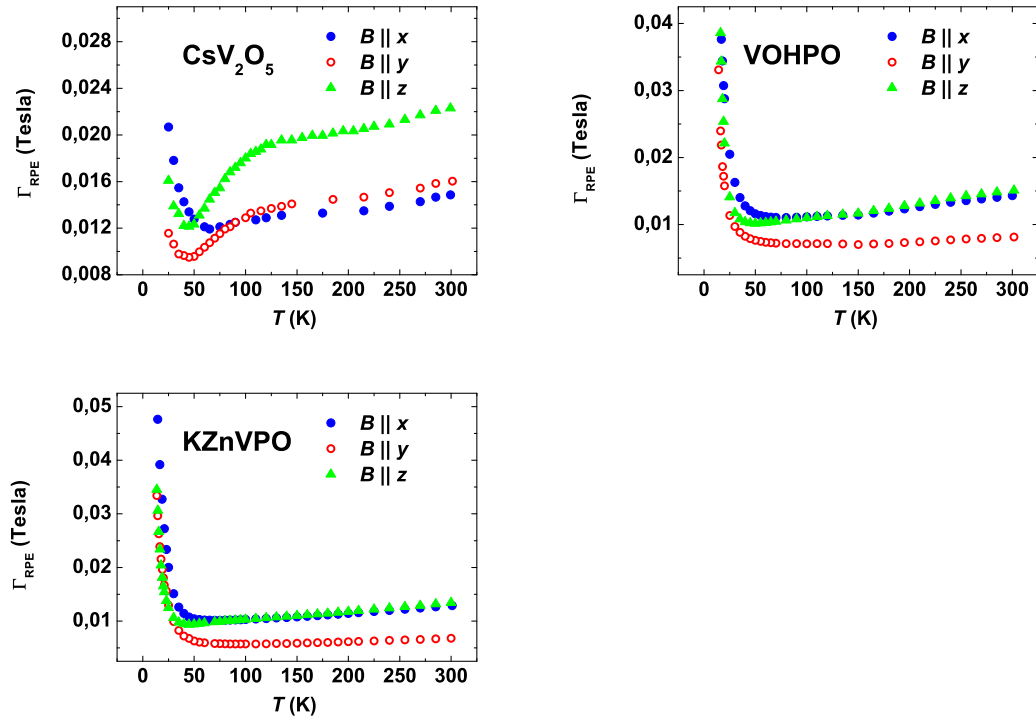 CsV₂O₅
B || x
B || y
B || z
0,028
0,024
0,020
0,016
0,012
0,008
Γ_RPE (Tesla)
0 50 100 150 200 250 300
T (K)
VOHPO
B || x
B || y
B || z
0,04
0,03
0,02
0,01
Γ_RPE (Tesla)
0 50 100 150 200 250 300
T (K)
KZnVPO
B || x
B || y
B || z
0,05
0,04
0,03
0,02
0,01
Γ_RPE (Tesla)
0 50 100 150 200 250 300
T (K)